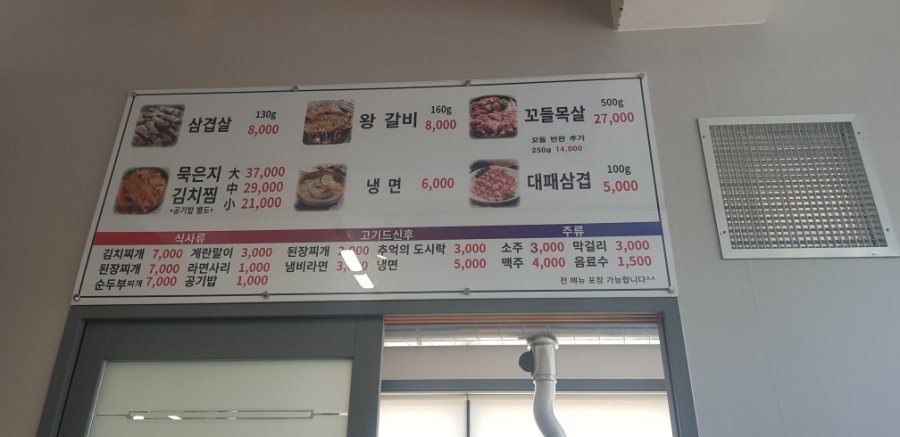 삼겹살 130g 8,000
왕 갈비 160g 8,000
꼬들목살 500g 27,000
꼬들 반판 추가
250g 14,000
묵은지 김치찜 大 37,000
中 29,000
小 21,000
*공기밥 별도*
냉면 6,000
대패삼겹 100g 5,000
식사류 고기드신후 주류
김치찌개 7,000 계란말이 3,000 된장찌개 3,000 추억의 도시락 3,000 소주 3,000 막걸리 3,000
된장찌개 7,000 라면사리 1,000 냄비라면 냉면 5,000 맥주 4,000 음료수 1,500
순두부찌개 7,000 공기밥 1,000 전 메뉴 포장 가능합니다^^